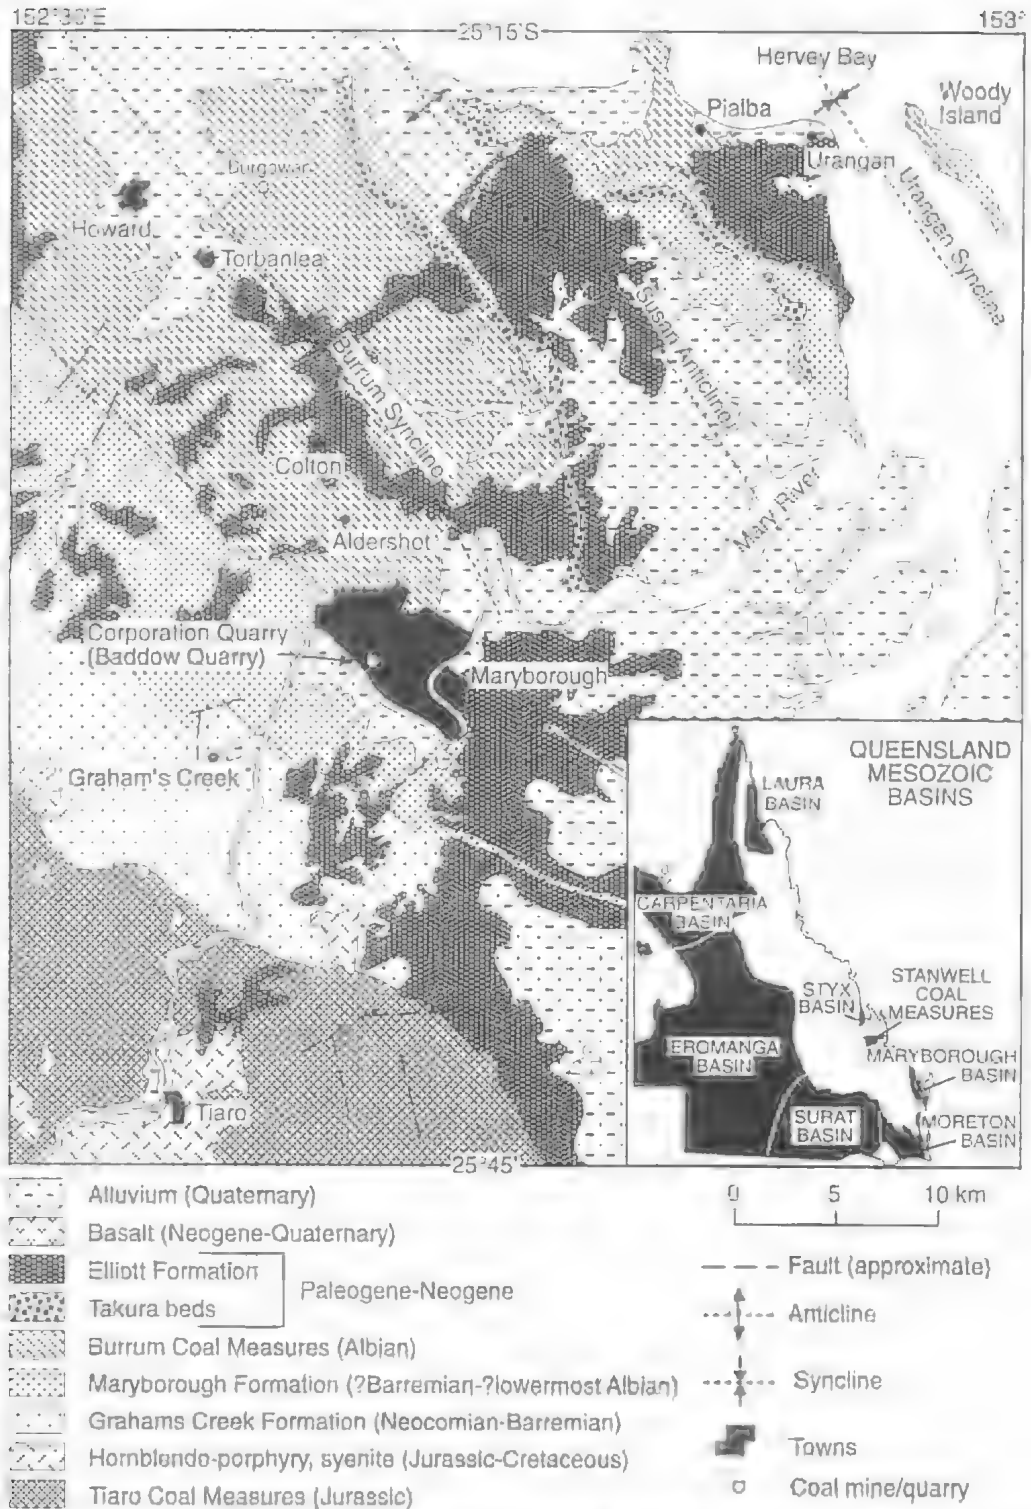 152°30'E
25°15'S
153°
Hervey Bay
Pialba
Woody
Island
Urangan
Burgowan
Howard
Torbanlea
Urangan Syncline
Susan Anticline
Burrum Syncline
Colton
Mary River
Aldershot
Corporation Quarry
(Baddow Quarry)
Maryborough
Graham's Creek
Tiaro
25°45'
QUEENSLAND
MESOZOIC
BASINS
LAURA
BASIN
CARPENTARIA
BASIN
STYX
BASIN
STANWELL
COAL
MEASURES
EROMANGA
BASIN
MARYBOROUGH
BASIN
SURAT
BASIN
MORETON
BASIN
Alluvium (Quaternary)
Basalt (Neogene-Quaternary)
Elliott Formation
Takura beds
Paleogene-Neogene
Burrum Coal Measures (Albian)
Maryborough Formation (?Barremian-?lowermost Albian)
Grahams Creek Formation (Neocomian-Barremian)
Hornblende-porphyry, syenite (Jurassic-Cretaceous)
Tiaro Coal Measures (Jurassic)
0 5 10 km
Fault (approximate)
Anticline
Syncline
Towns
Coal mine/quarry